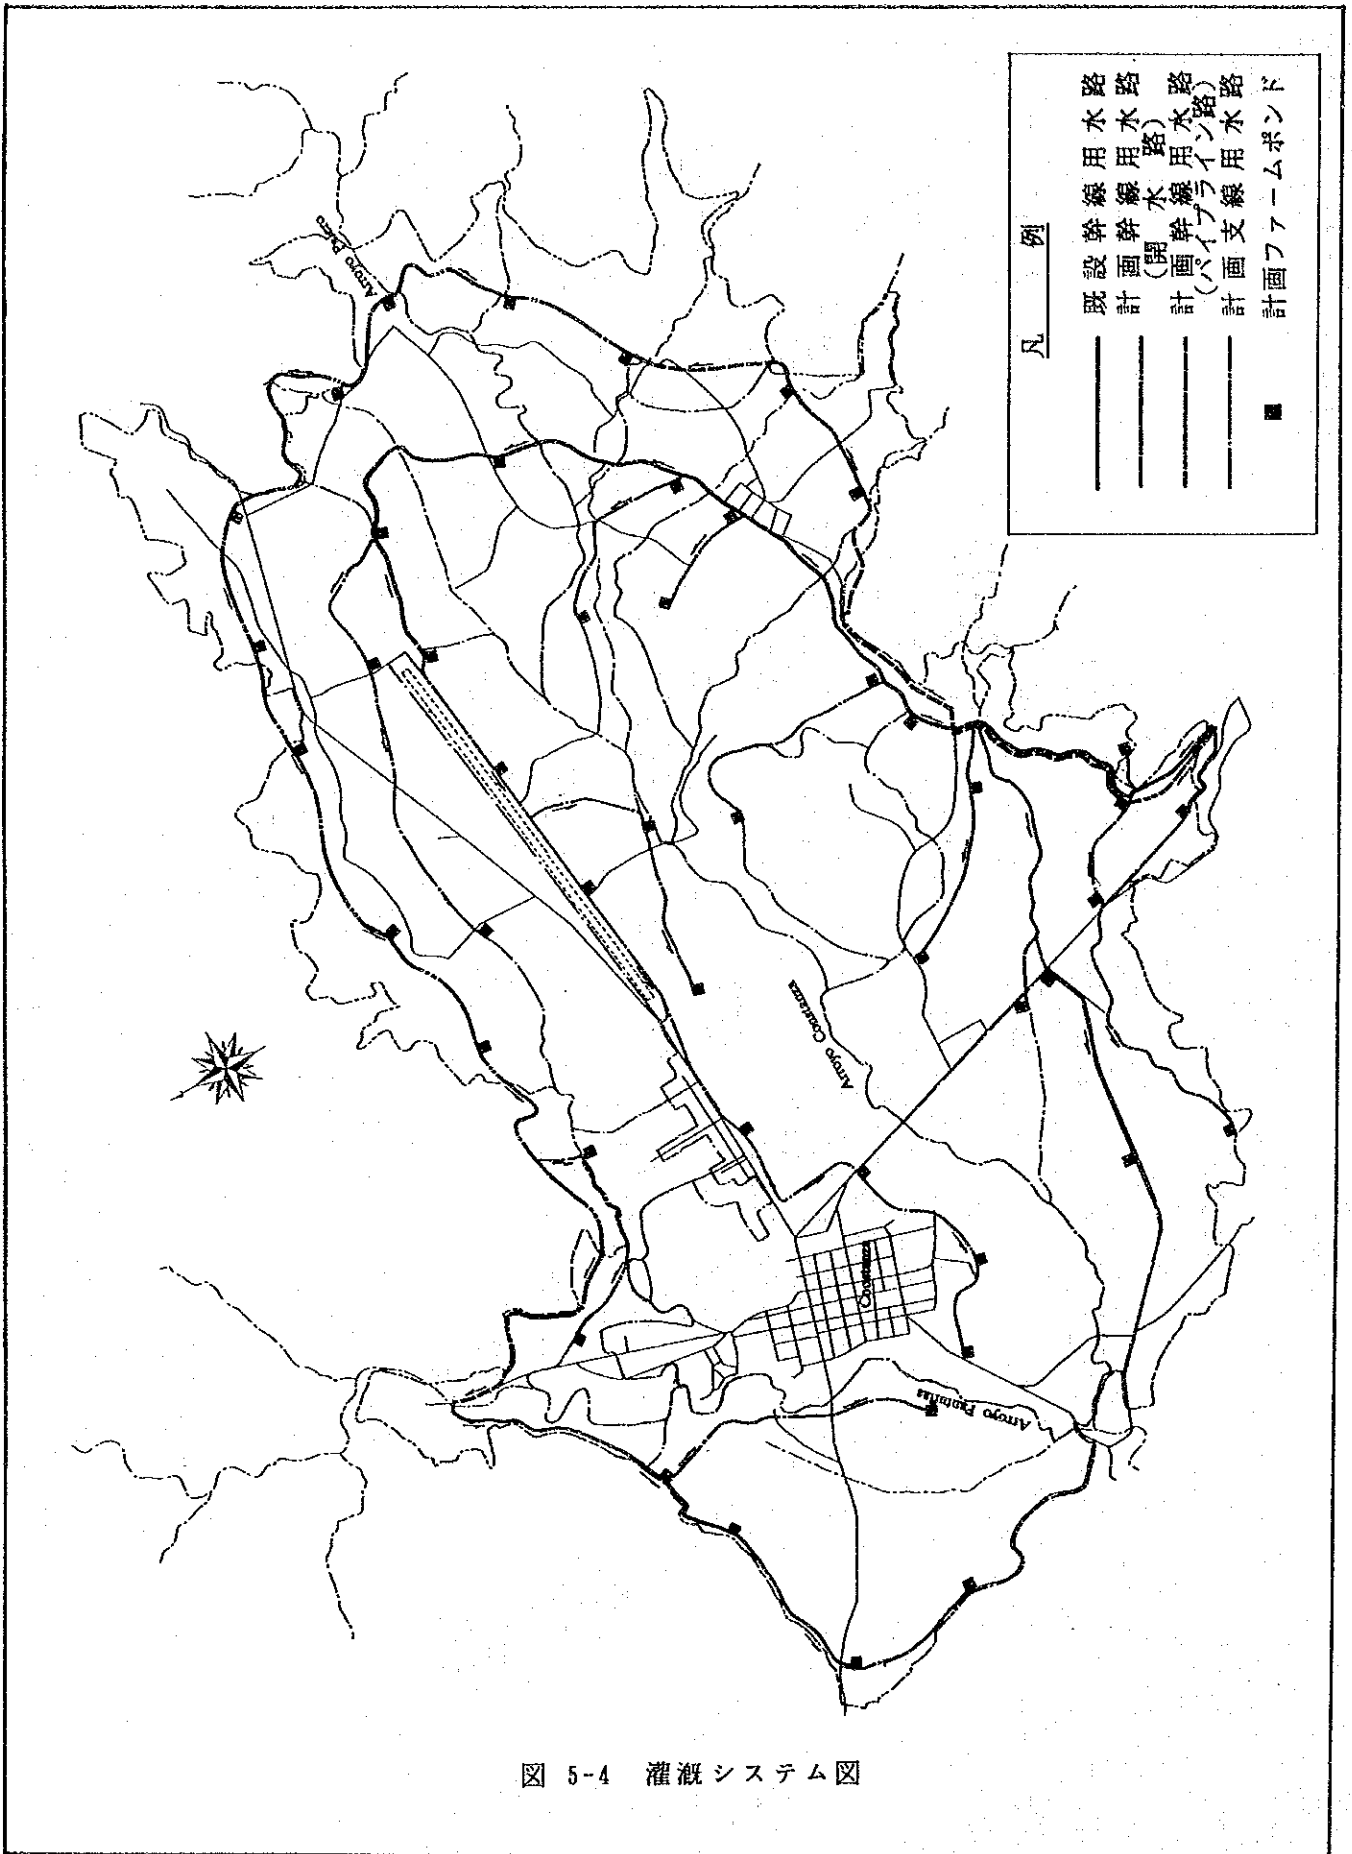 凡 例
既設幹線用水路
計画幹線用水路
(開水路)
計画幹線用水路
(パイプライン路)
計画支線用水路
計画ファームポンド
Arroyo Constanza
Constanza
図 5-4 灌漑システム図